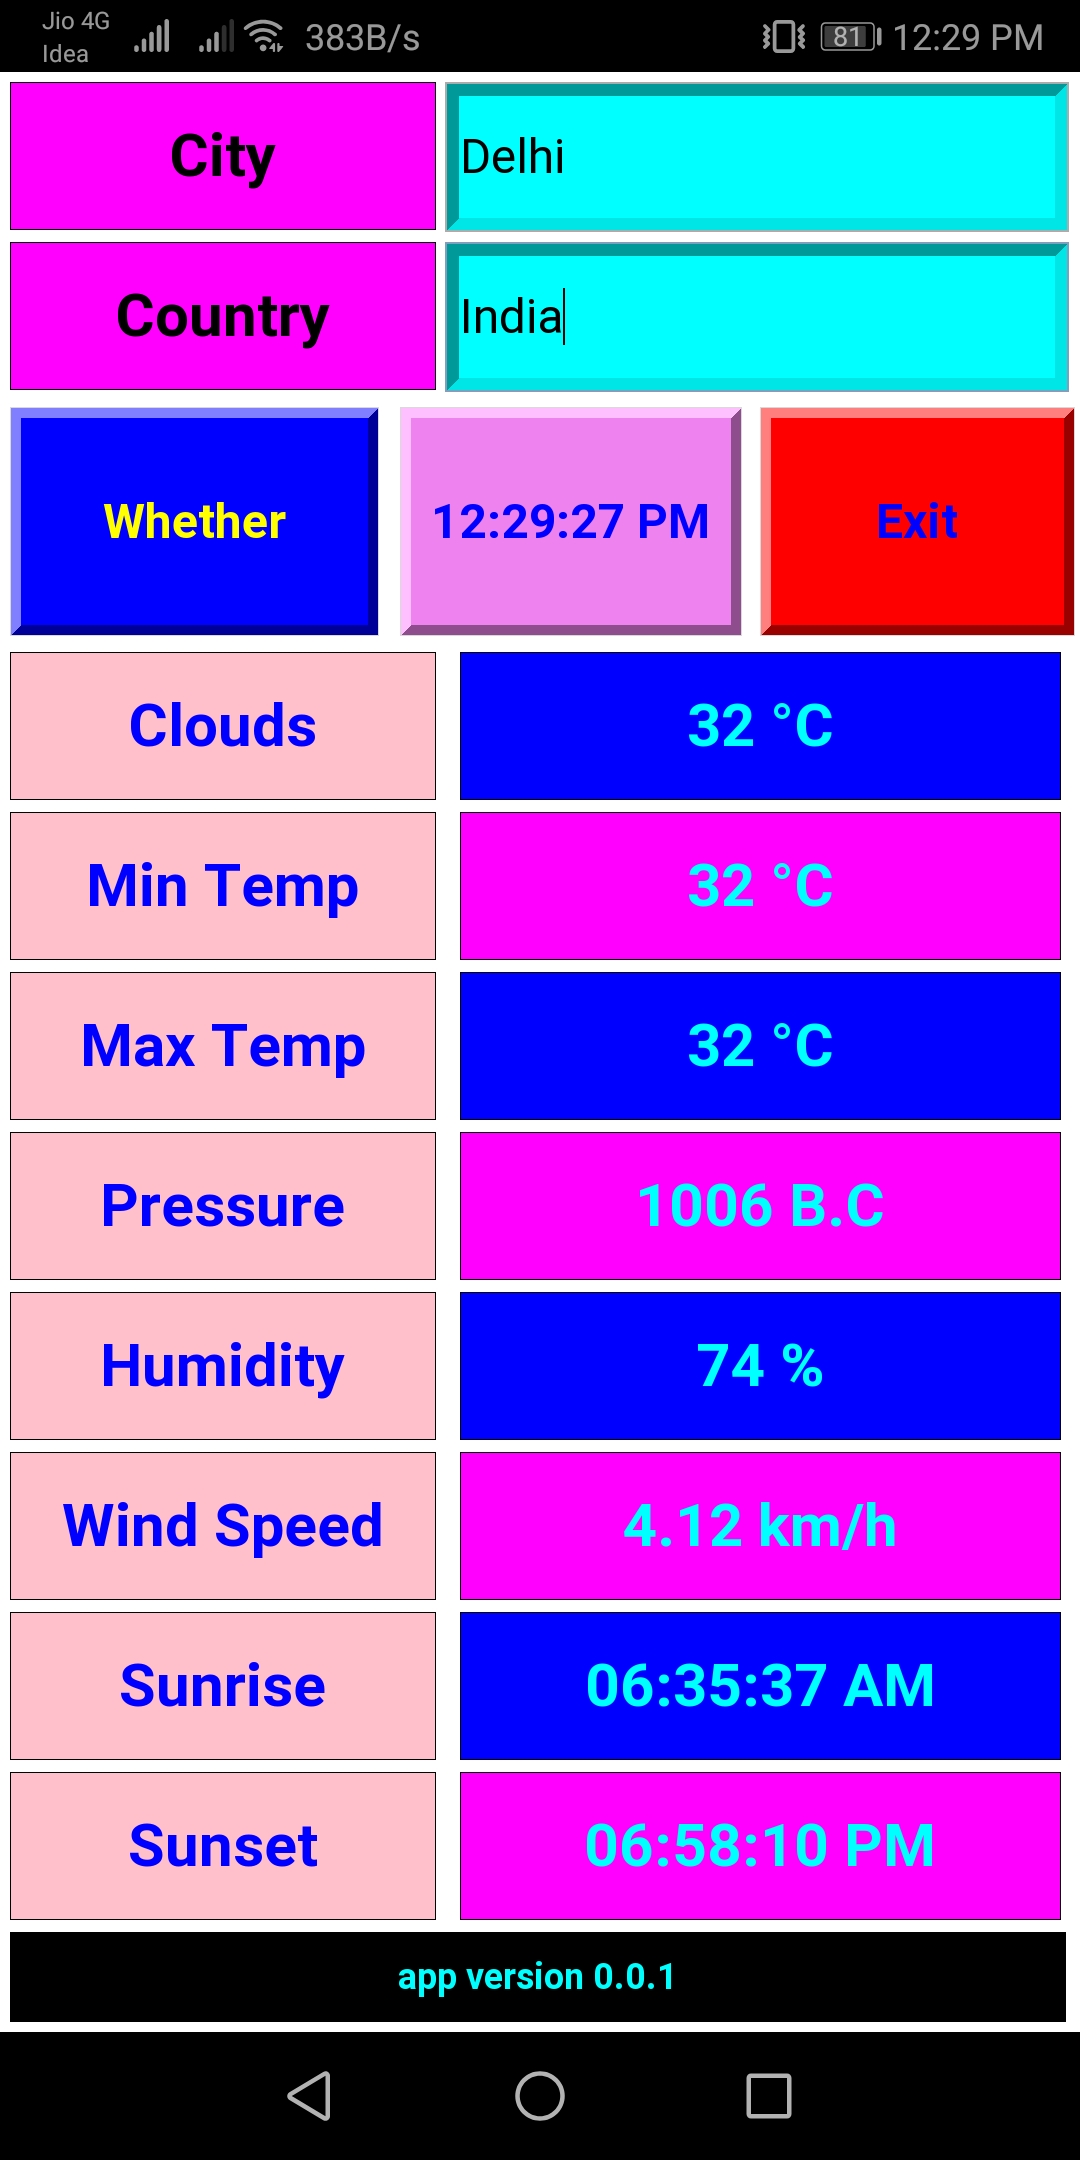 Jio 4G 383B/s 81 12:29 PM
Idea
City Delhi
Country India
Whether 12:29:27 PM Exit
Clouds 32 °C
Min Temp 32 °C
Max Temp 32 °C
Pressure 1006 B.C
Humidity 74 %
Wind Speed 4.12 km/h
Sunrise 06:35:37 AM
Sunset 06:58:10 PM
app version 0.0.1